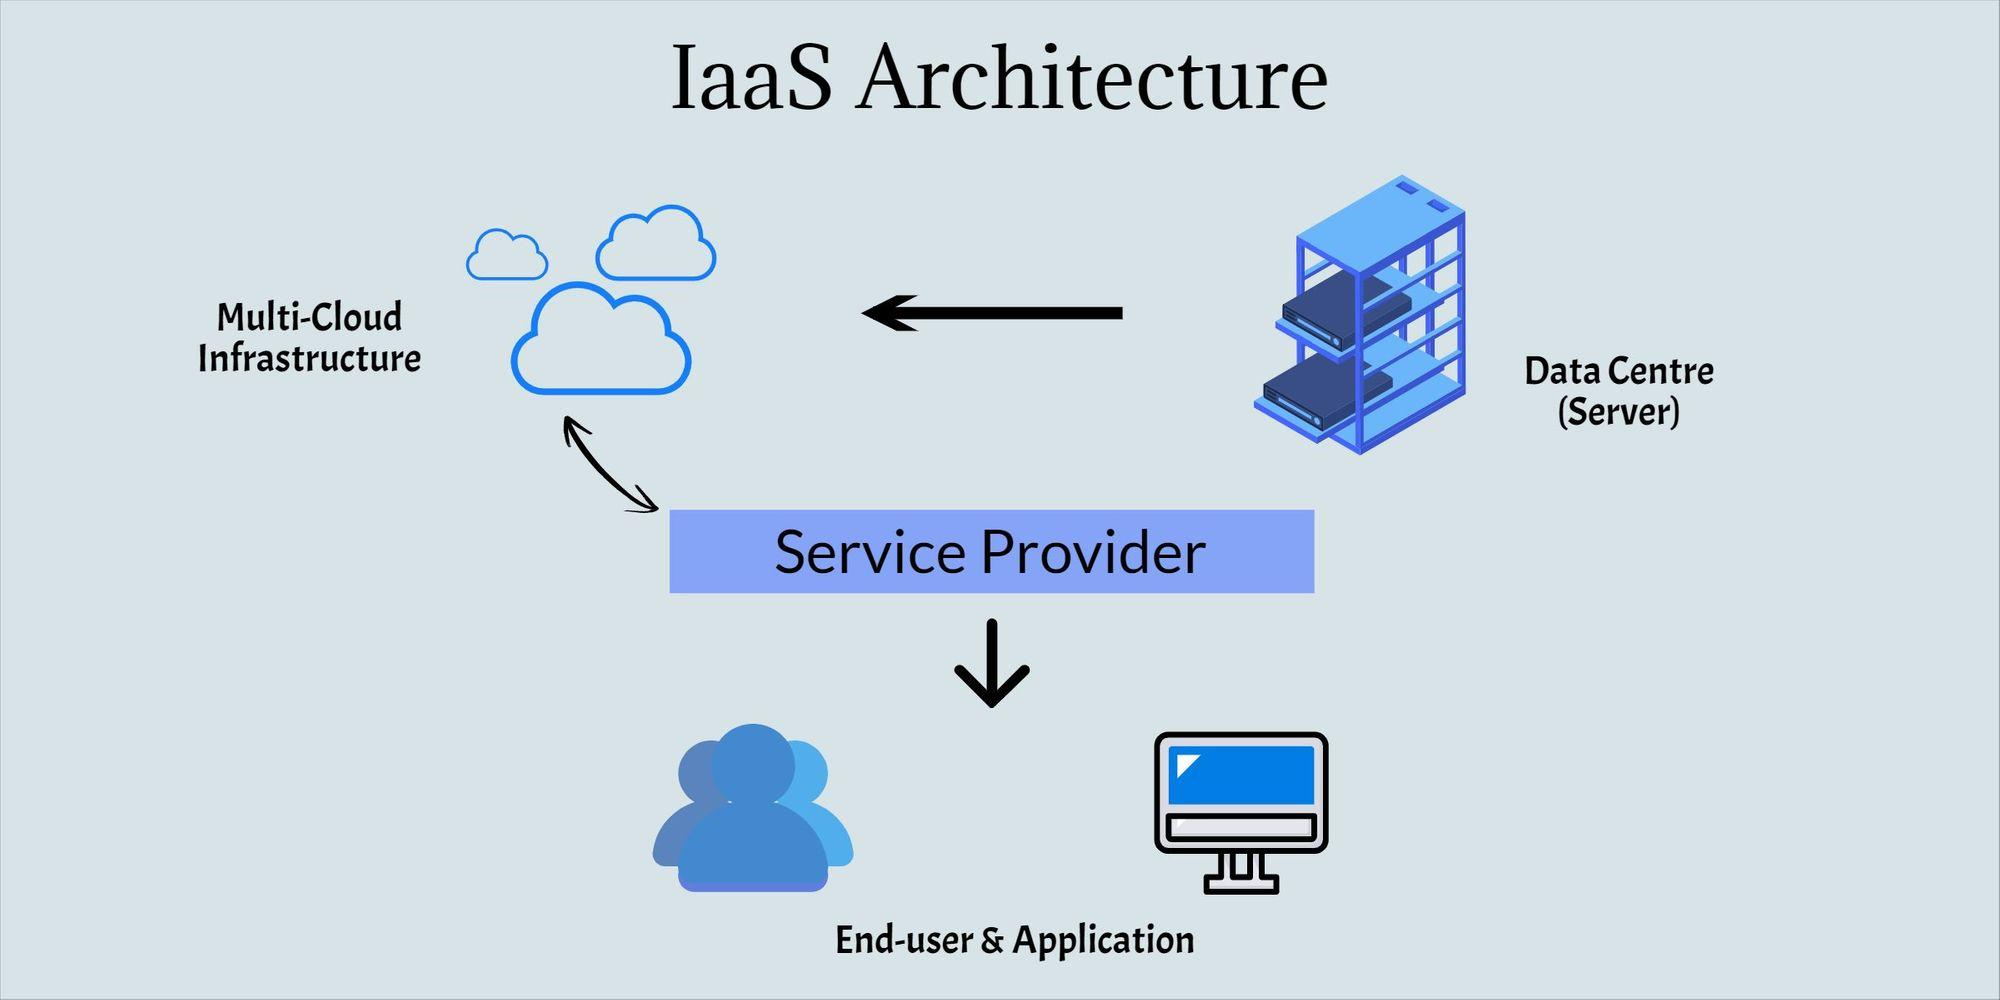 IaaS Architecture
Multi-Cloud
Infrastructure
Data Centre
(Server)
Service Provider
End-user & Application